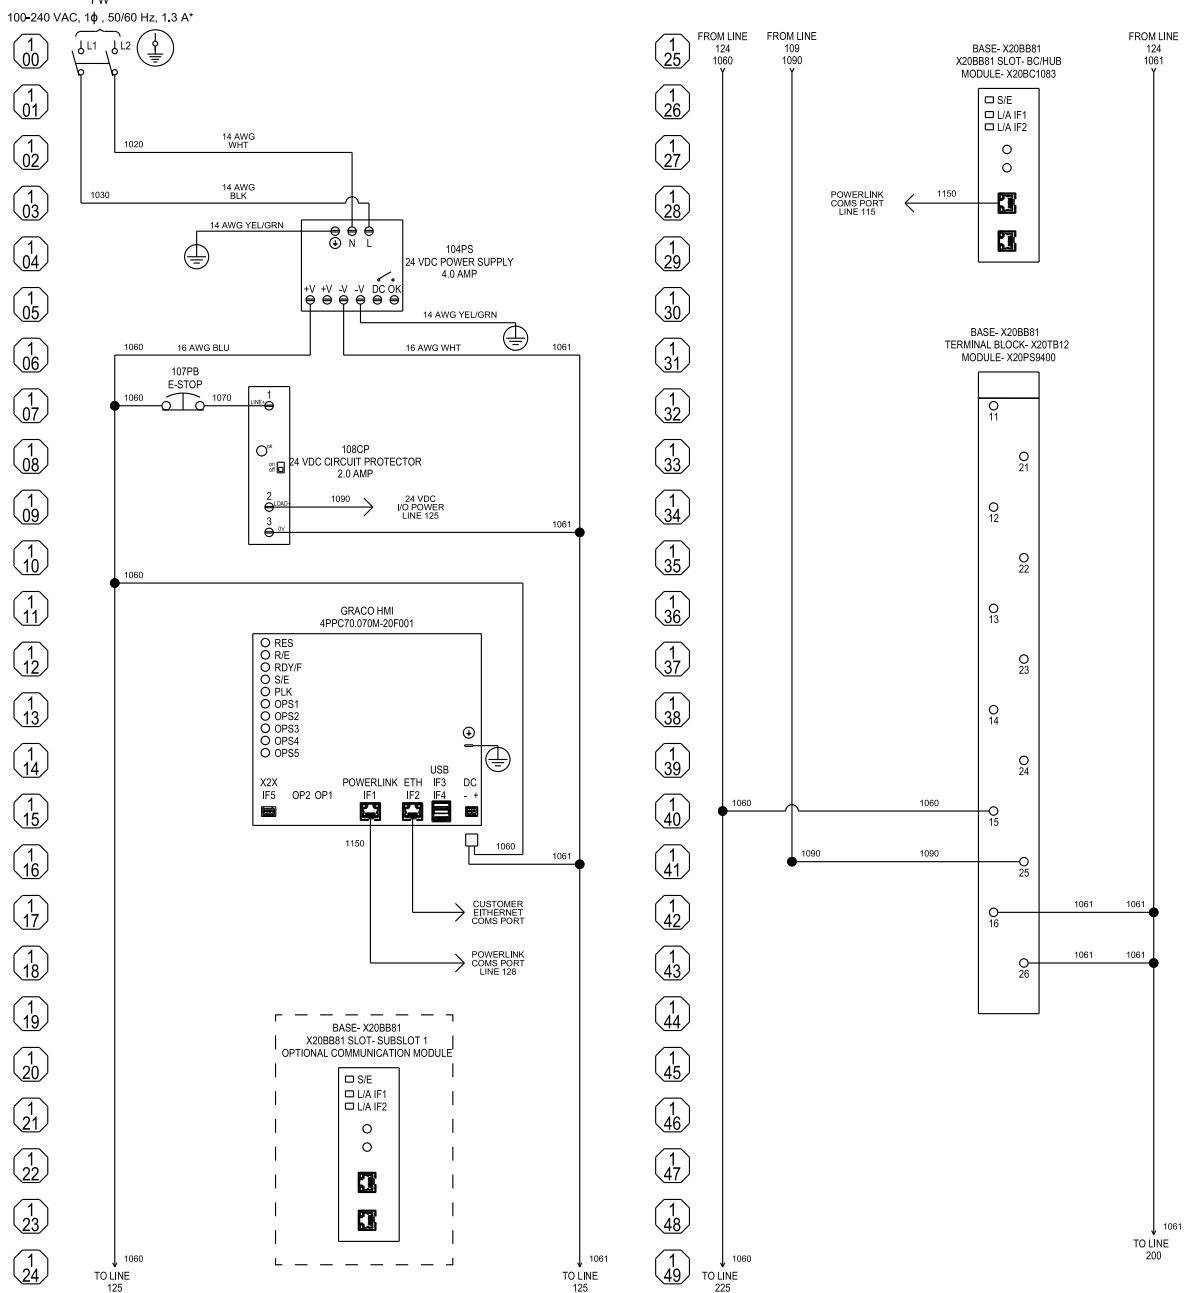 PW
100-240 VAC, 1ϕ , 50/60 Hz, 1.3 A*
L1 L2
1 00
1 01
1 02
1020 14 AWG
WHT
1030 14 AWG
BLK
1 03
14 AWG YEL/GRN
N L
1 04
104PS
24 VDC POWER SUPPLY
4.0 AMP
+V +V -V -V DC OK
1 05
14 AWG YEL/GRN
1060 16 AWG BLU 16 AWG WHT 1061
1 06
107PB
E-STOP
1060 1070
1
LINE+
1 07
ok
on
off
108CP
24 VDC CIRCUIT PROTECTOR
2.0 AMP
1 08
2
LOAD+
1090
24 VDC
I/O POWER
LINE 125
1 09
3
0V
1061
1 10
1060
1 11
GRACO HMI
4PPC70.070M-20F001
RES
R/E
RDY/F
S/E
PLK
OPS1
OPS2
OPS3
OPS4
OPS5
1 12
1 13
1 14
X2X
IF5
OP2 OP1
POWERLINK
IF1
ETH
IF2
USB
IF3
IF4
DC
- +
1 15
1150
1060
1061
1 16
CUSTOMER
EITHERNET
COMS PORT
1 17
POWERLINK
COMS PORT
LINE 128
1 18
1 19
BASE- X20BB81
X20BB81 SLOT- SUBSLOT 1
OPTIONAL COMMUNICATION MODULE
1 20
S/E
L/A IF1
L/A IF2
1 21
1 22
1 23
1 24
1060
TO LINE
125
1061
TO LINE
125
1 25
FROM LINE
124
1060
FROM LINE
109
1090
BASE- X20BB81
X20BB81 SLOT- BC/HUB
MODULE- X20BC1083
FROM LINE
124
1061
1 26
S/E
L/A IF1
L/A IF2
1 27
1 28
POWERLINK
COMS PORT
LINE 115
1150
1 29
1 30
1 31
BASE- X20BB81
TERMINAL BLOCK- X20TB12
MODULE- X20PS9400
1 32
11
1 33
21
1 34
12
1 35
22
1 36
13
1 37
23
1 38
14
1 39
24
1 40
1060 1060
15
1 41
1090 1090
25
1 42
16
1061 1061
1 43
26
1061 1061
1 44
1 45
1 46
1 47
1 48
1061
TO LINE
200
1 49
1060
TO LINE
225